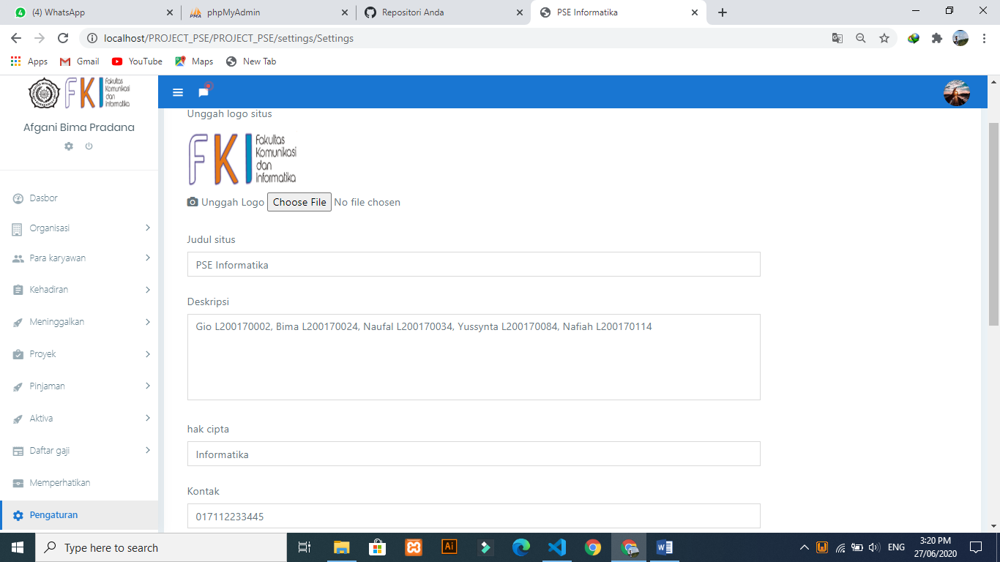 (4) WhatsApp
phpMyAdmin
Repositori Anda
PSE Informatika
localhost/PROJECT_PSE/PROJECT_PSE/settings/Settings
Apps
Gmail
YouTube
Maps
New Tab
FKI Fakultas
Komunikasi
dan
Informatika
Afgani Bima Pradana
Dasbor
Organisasi
Para karyawan
Kehadiran
Meninggalkan
Proyek
Pinjaman
Aktiva
Daftar gaji
Memperhatikan
Pengaturan
Unggah logo situs
FKI Fakultas
Komunikasi
dan
Informatika
Unggah Logo Choose File No file chosen
Judul situs
PSE Informatika
Deskripsi
Gio L200170002, Bima L200170024, Naufal L200170034, Yussynta L200170084, Nafiah L200170114
hak cipta
Informatika
Kontak
017112233445
Type here to search
Ai
ENG
3:20 PM
27/06/2020